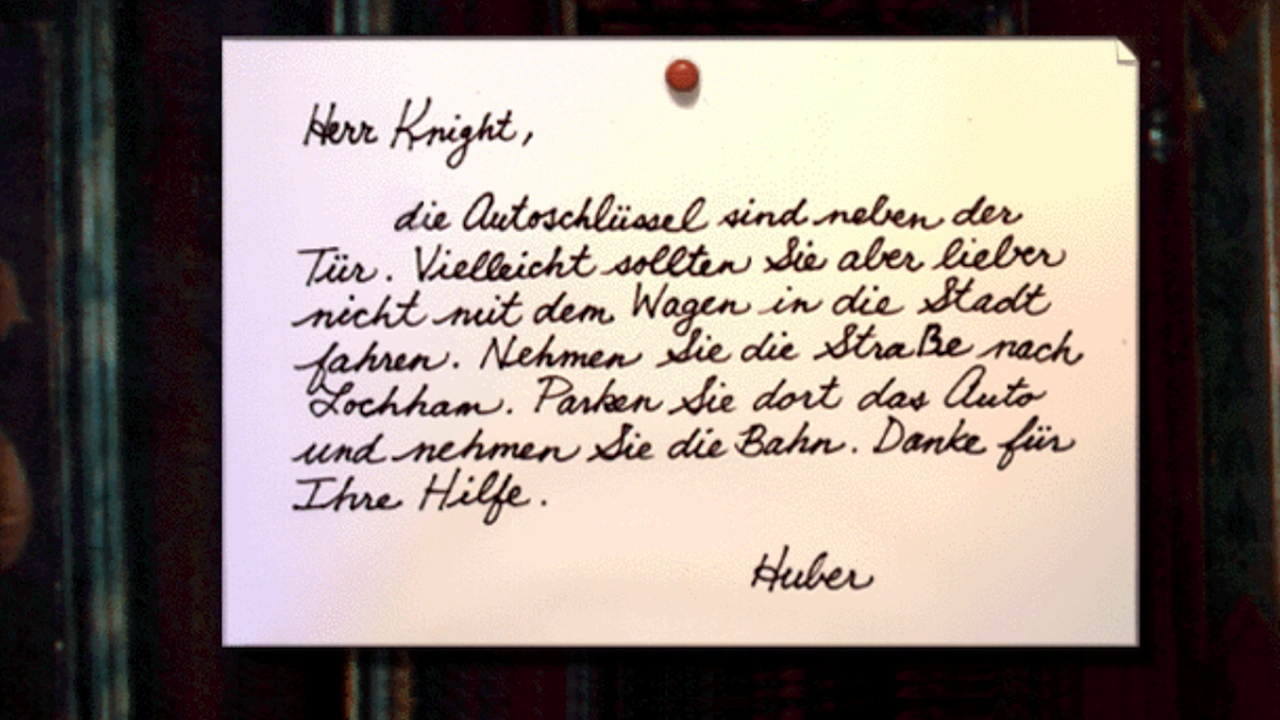 Herr Knight,
die Autoschlüssel sind neben der
Tür. Vielleicht sollten Sie aber lieber
nicht mit dem Wagen in die Stadt
fahren. Nehmen Sie die Straße nach
Lochham. Parken Sie dort das Auto
und nehmen Sie die Bahn. Danke für
Ihre Hilfe.
Huber